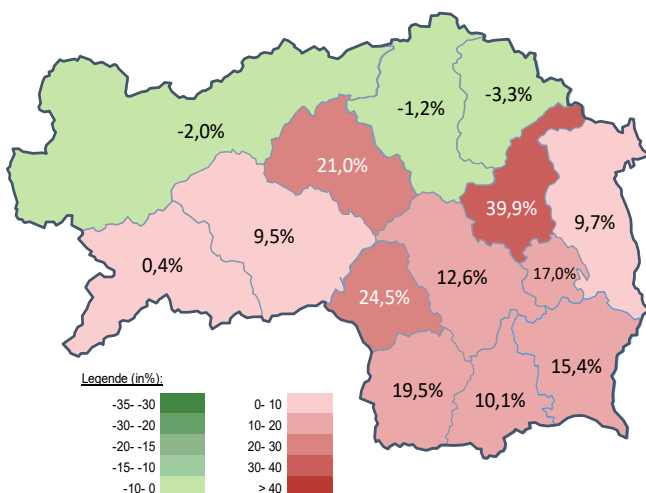 -3,3%
-1,2%
-2,0%
21,0%
39,9%
9,7%
9,5%
0,4%
12,6%
17,0%
24,5%
15,4%
19,5%
10,1%
Legende (in%):
-35- -30 0- 10
-30- -20 10- 20
-20- -15 20- 30
-15- -10 30- 40
-10- 0 > 40